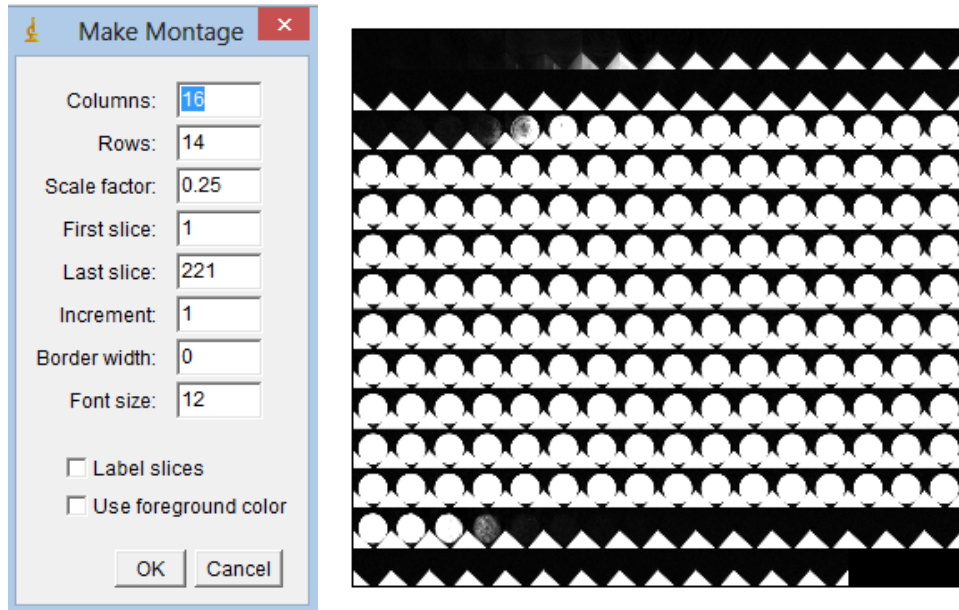 Make Montage
Columns: 16
Rows: 14
Scale factor: 0.25
First slice: 1
Last slice: 221
Increment: 1
Border width: 0
Font size: 12
Label slices
Use foreground color
OK Cancel